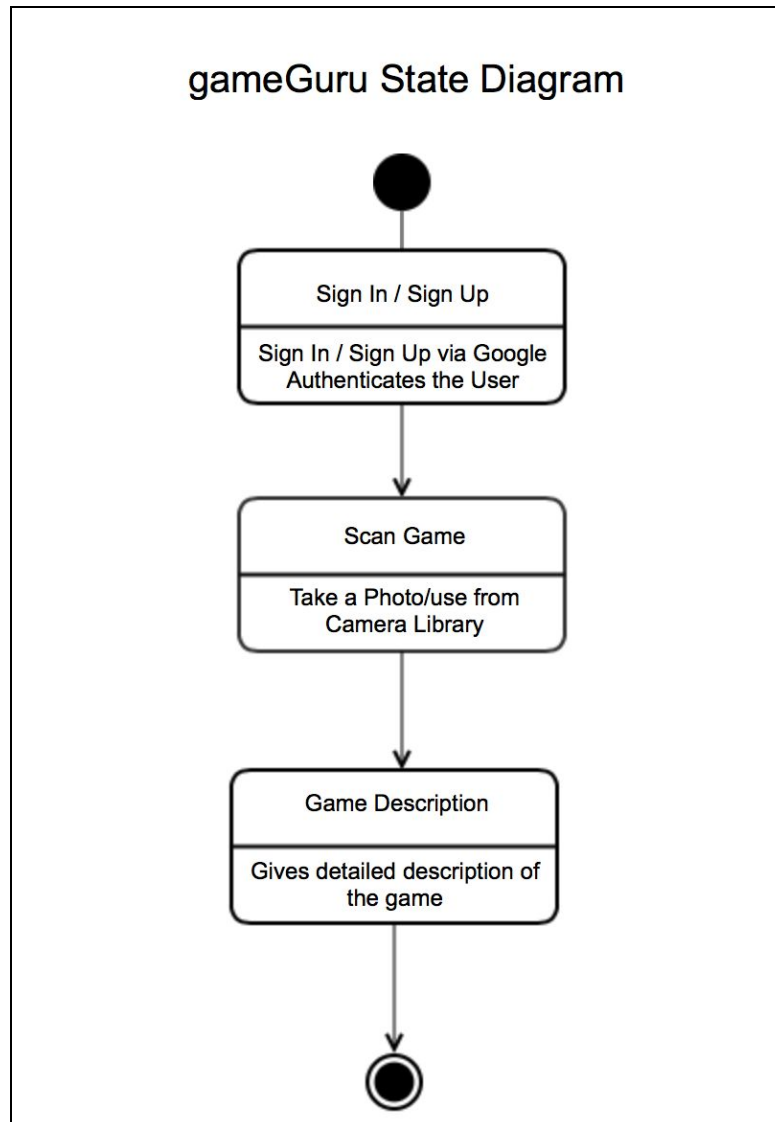 gameGuru State Diagram
Sign In / Sign Up
Sign In / Sign Up via Google
Authenticates the User
Scan Game
Take a Photo/use from
Camera Library
Game Description
Gives detailed description of
the game